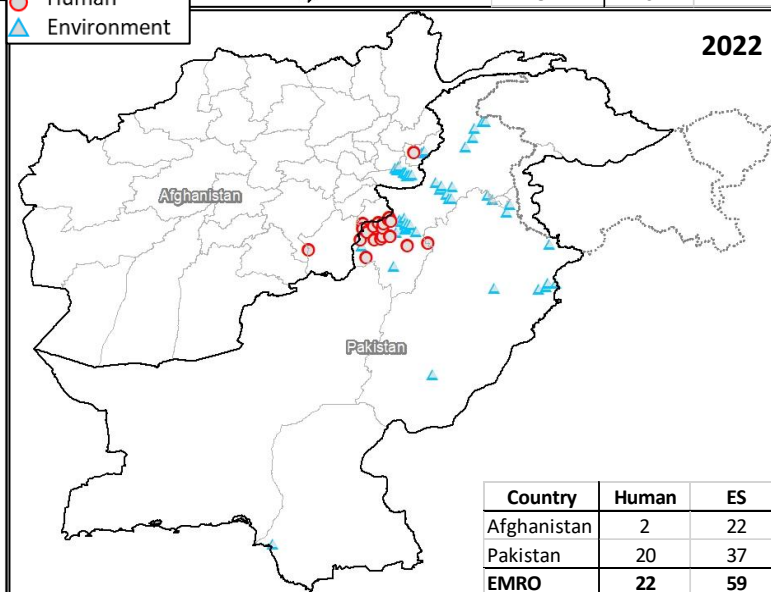 Human
Environment
2022
Afghanistan
Pakistan
Country Human ES
Afghanistan 2 22
Pakistan 20 37
EMRO 22 59